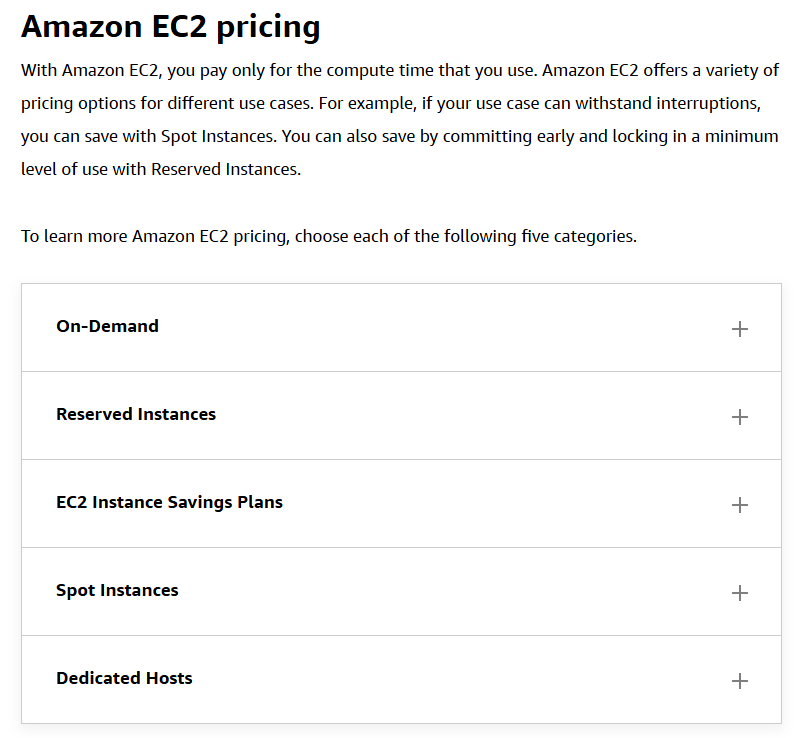 Amazon EC2 pricing
With Amazon EC2, you pay only for the compute time that you use. Amazon EC2 offers a variety of
pricing options for different use cases. For example, if your use case can withstand interruptions,
you can save with Spot Instances. You can also save by committing early and locking in a minimum
level of use with Reserved Instances.
To learn more Amazon EC2 pricing, choose each of the following five categories.
On-Demand
Reserved Instances
EC2 Instance Savings Plans
Spot Instances
Dedicated Hosts